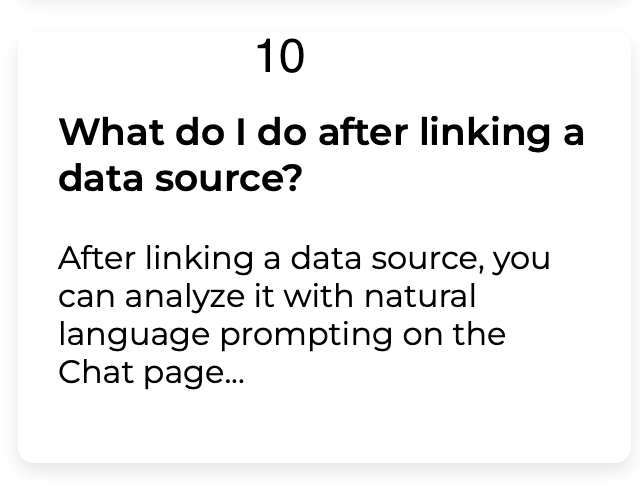 10
What do I do after linking a
data source?
After linking a data source, you
can analyze it with natural
language prompting on the
Chat page...